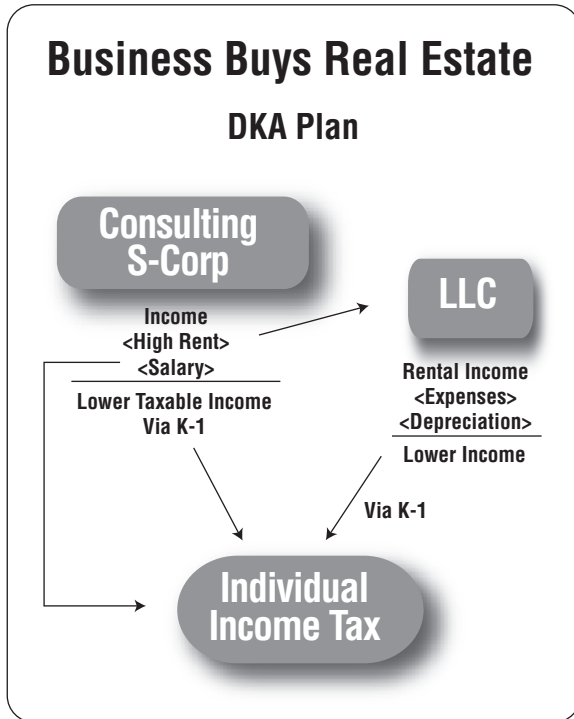 Business Buys Real Estate
DKA Plan
Consulting
S-Corp
Income
<High Rent>
<Salary>
Lower Taxable Income
Via K-1
LLC
Rental Income
<Expenses>
<Depreciation>
Lower Income
Via K-1
Individual
Income Tax